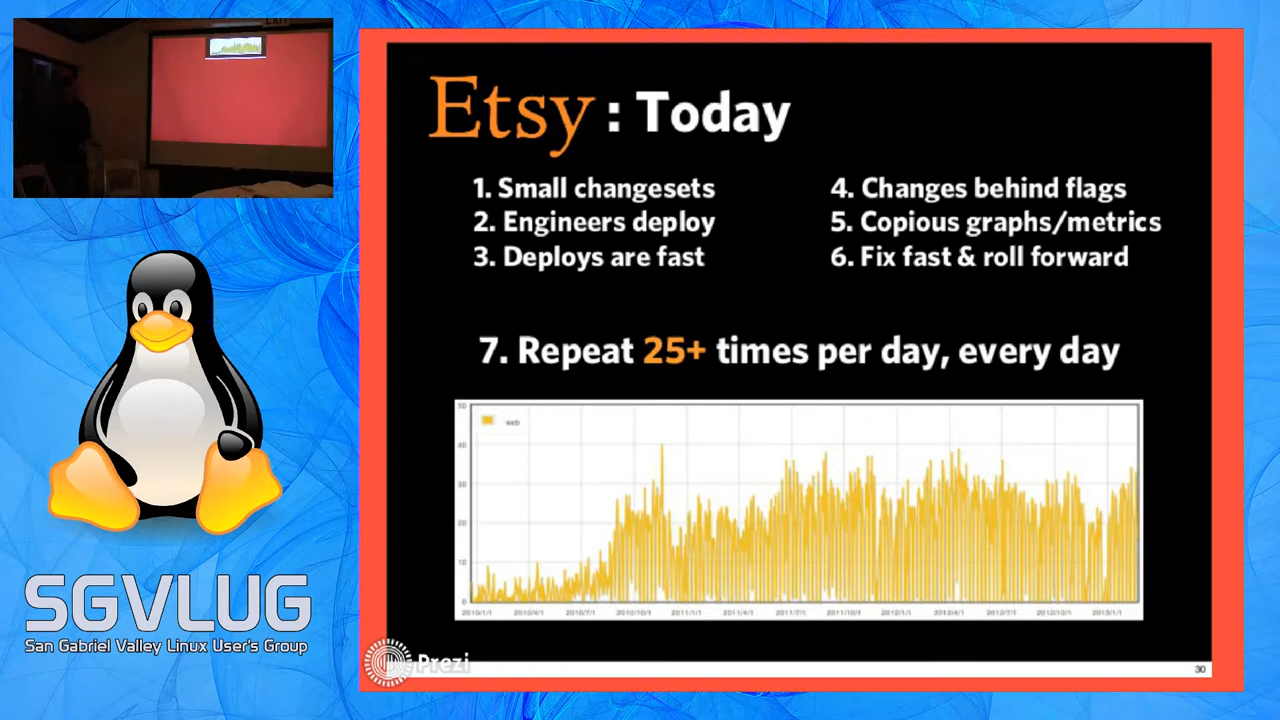 EXIT
Etsy : Today
1. Small changesets
2. Engineers deploy
3. Deploys are fast
4. Changes behind flags
5. Copious graphs/metrics
6. Fix fast & roll forward
7. Repeat 25+ times per day, every day
web
50
40
30
20
10
0
2010/1/1 2010/4/1 2010/7/1 2010/10/1 2011/1/1 2011/4/1 2011/7/1 2011/10/1 2012/1/1 2012/4/1 2012/7/1 2012/10/1 2013/1/1
Prezi
30
SGVLUG
San Gabriel Valley Linux User's Group